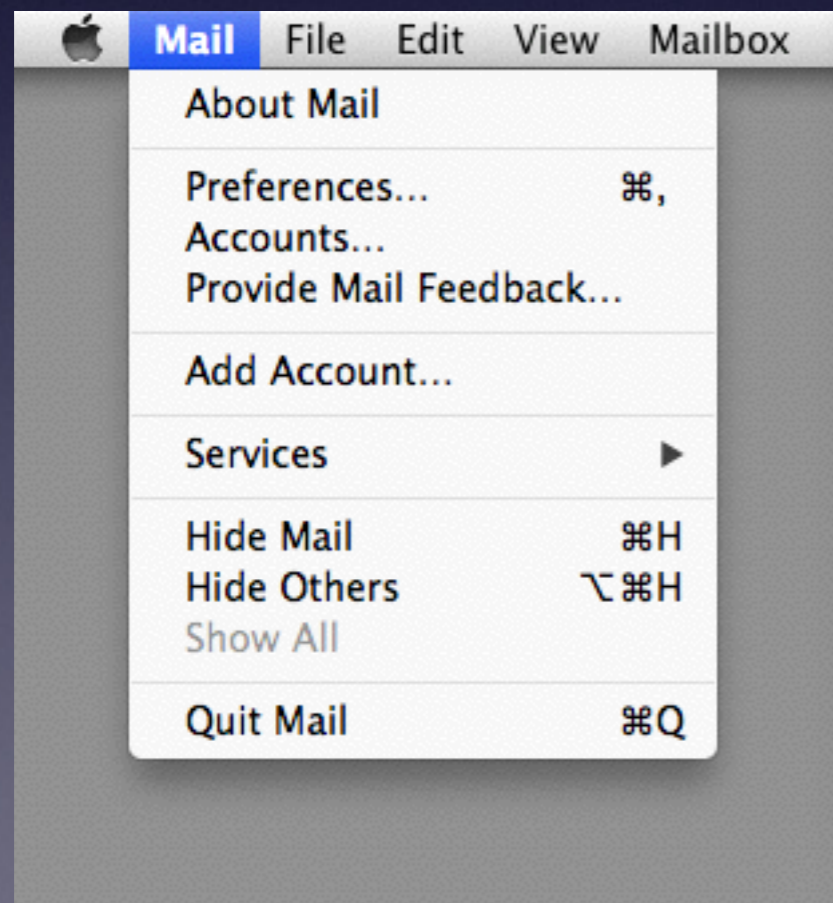 Mail File Edit View Mailbox
About Mail
Preferences... ⌘,
Accounts...
Provide Mail Feedback...
Add Account...
Services ▶
Hide Mail ⌘H
Hide Others ⌥⌘H
Show All
Quit Mail ⌘Q